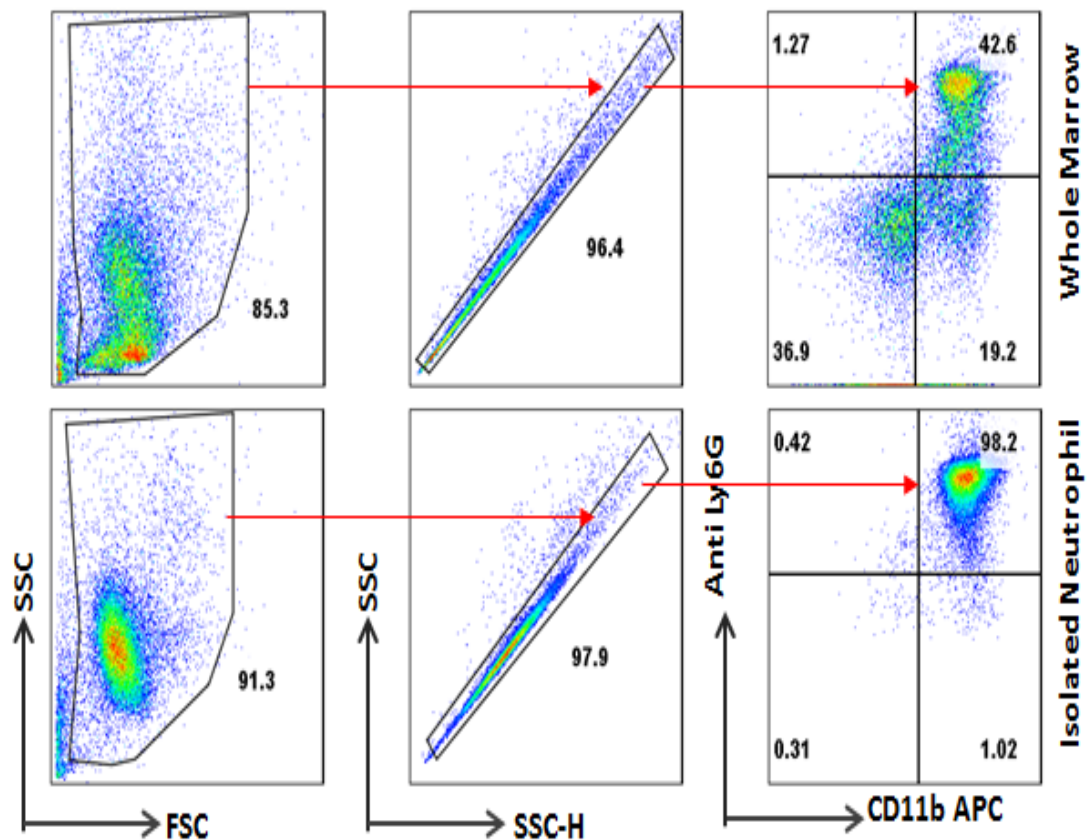 1.27
42.6
85.3
96.4
36.9
19.2
Whole Marrow
0.42
98.2
91.3
97.9
0.31
1.02
Isolated Neutrophil
SSC
FSC
SSC
SSC-H
Anti Ly6G
CD11b APC